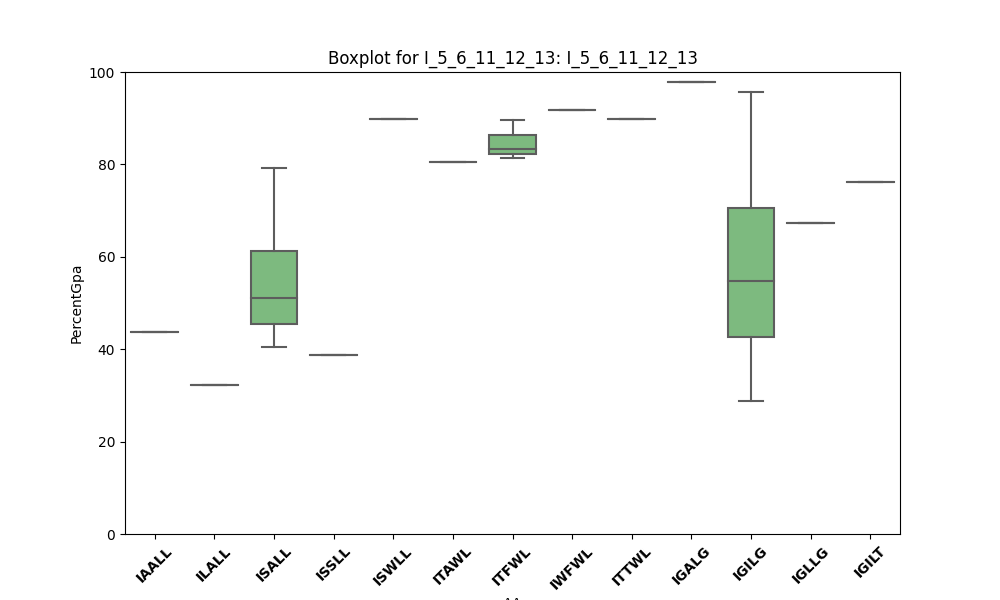 Boxplot for I_5_6_11_12_13: I_5_6_11_12_13
100
80
60
40
20
0
PercentGpa
IAALL
ILALL
ISALL
ISSLL
ISWLL
ITAWL
ITFWL
IWFWL
ITTWL
IGALG
IGILG
IGLLG
IGILT